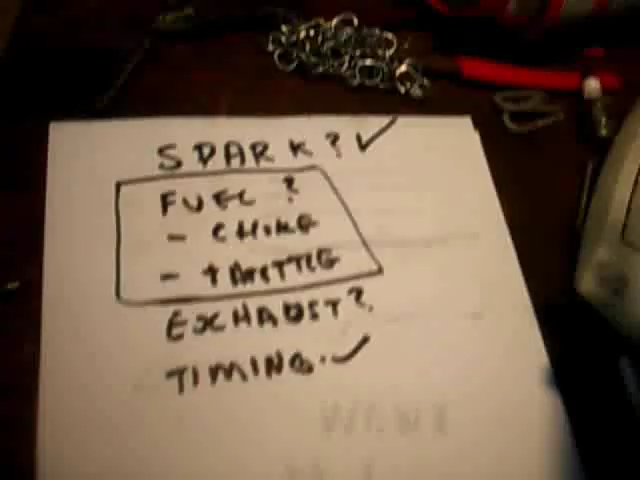 SPARK? ✓
FUEL?
- CHOKE
- THROTTLE
EXHAUST?
TIMING. ✓